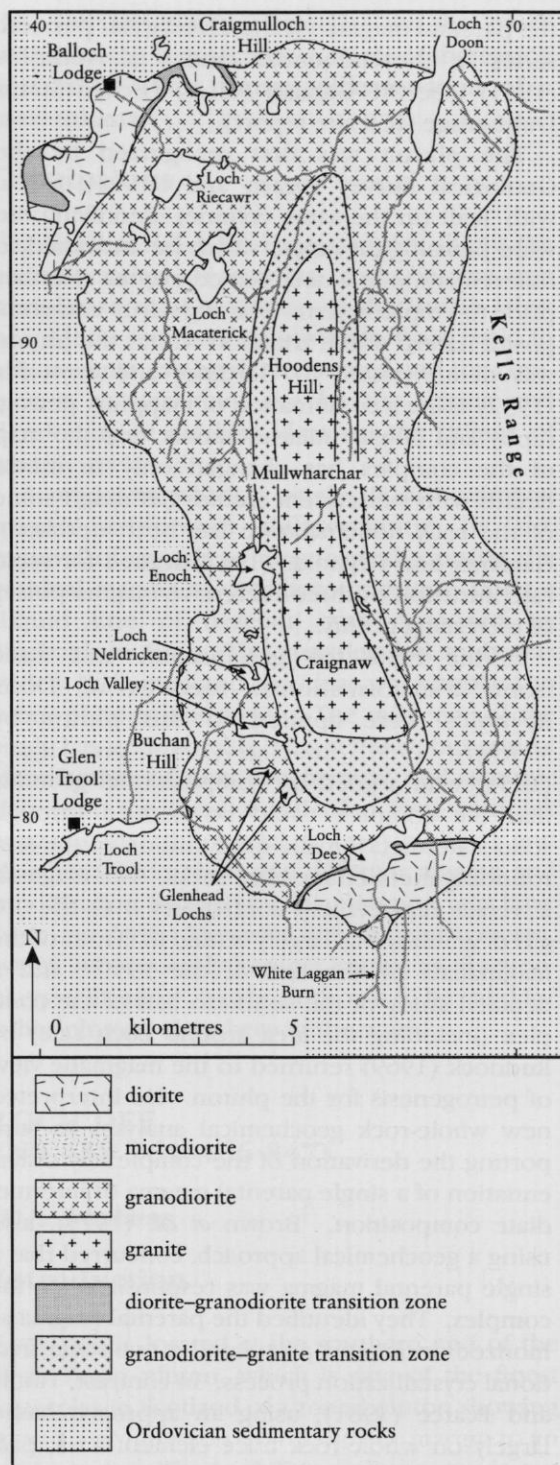 40
Craigmulloch
Hill
Loch
Doon
50
Balloch
Lodge
Loch
Riecawr
Loch
Macaterick
90
Hoodens
Hill
Kells Range
Mullwharchar
Loch
Enoch
Loch
Neldricken
Craignaw
Loch Valley
Buchan
Hill
Glen
Trool
Lodge
80
Loch
Trool
Loch
Dee
Glenhead
Lochs
N
White Laggan
Burn
0 kilometres 5
diorite
microdiorite
granodiorite
granite
diorite–granodiorite transition zone
granodiorite–granite transition zone
Ordovician sedimentary rocks